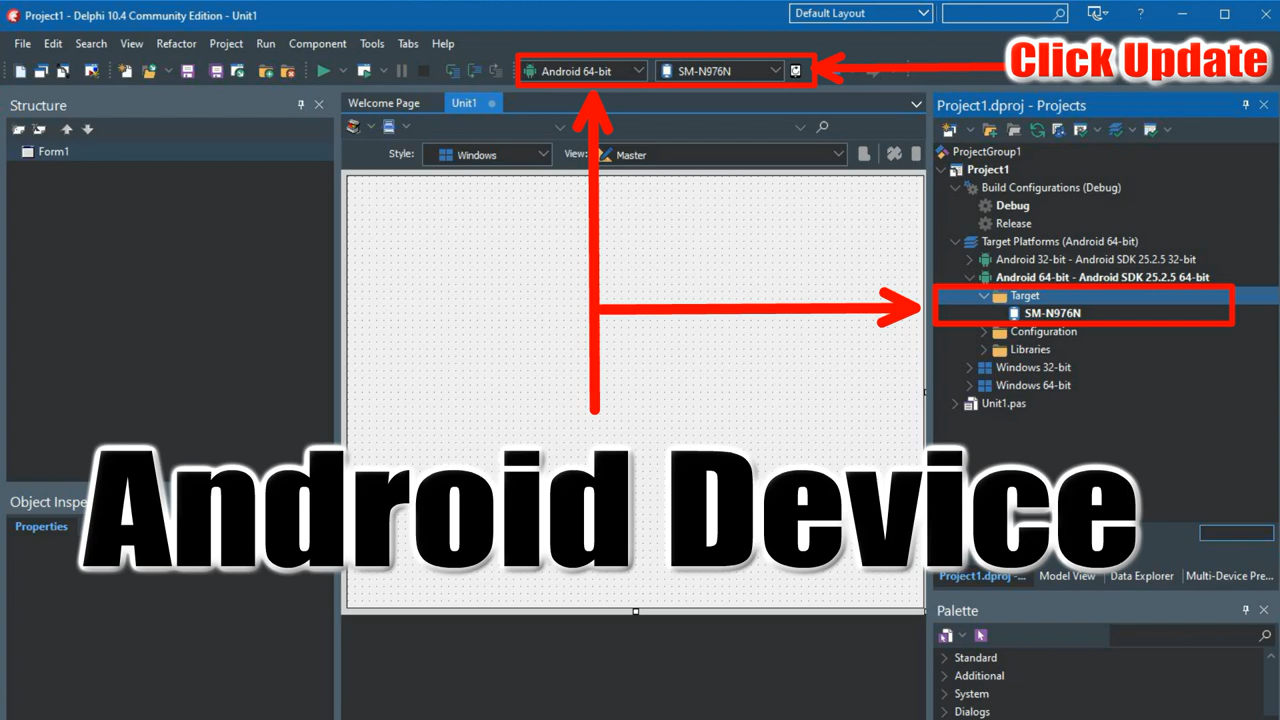 Project1 - Delphi 10.4 Community Edition - Unit1
Default Layout
?
File Edit Search View Refactor Project Run Component Tools Tabs Help
Click Update
Android 64-bit
SM-N976N
Structure
Form1
Welcome Page
Unit1
Style:
Windows
View:
Master
Project1.dproj - Projects
ProjectGroup1
Project1
Build Configurations (Debug)
Debug
Release
Target Platforms (Android 64-bit)
Android 32-bit - Android SDK 25.2.5 32-bit
Android 64-bit - Android SDK 25.2.5 64-bit
Target
SM-N976N
Configuration
Libraries
Windows 32-bit
Windows 64-bit
Unit1.pas
Android Device
Object Inspe
Properties
Project1.dproj -... Model View Data Explorer Multi-Device Pre...
Palette
Standard
Additional
System
Dialogs